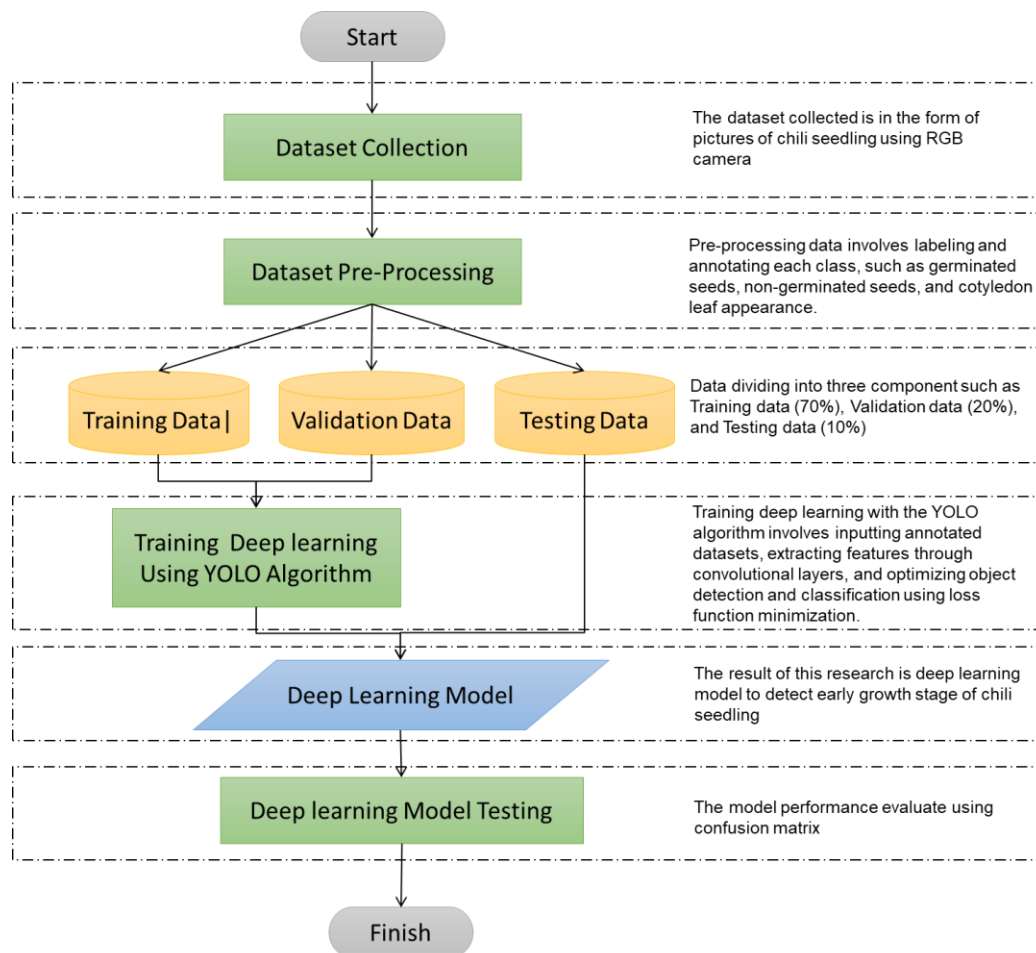 Start
Dataset Collection
The dataset collected is in the form of
pictures of chili seedling using RGB
camera
Dataset Pre-Processing
Pre-processing data involves labeling and
annotating each class, such as germinated
seeds, non-germinated seeds, and cotyledon
leaf appearance.
Training Data|
Validation Data
Testing Data
Data dividing into three component such as
Training data (70%), Validation data (20%),
and Testing data (10%)
Training Deep learning
Using YOLO Algorithm
Training deep learning with the YOLO
algorithm involves inputting annotated
datasets, extracting features through
convolutional layers, and optimizing object
detection and classification using loss
function minimization.
Deep Learning Model
The result of this research is deep learning
model to detect early growth stage of chili
seedling
Deep learning Model Testing
The model performance evaluate using
confusion matrix
Finish